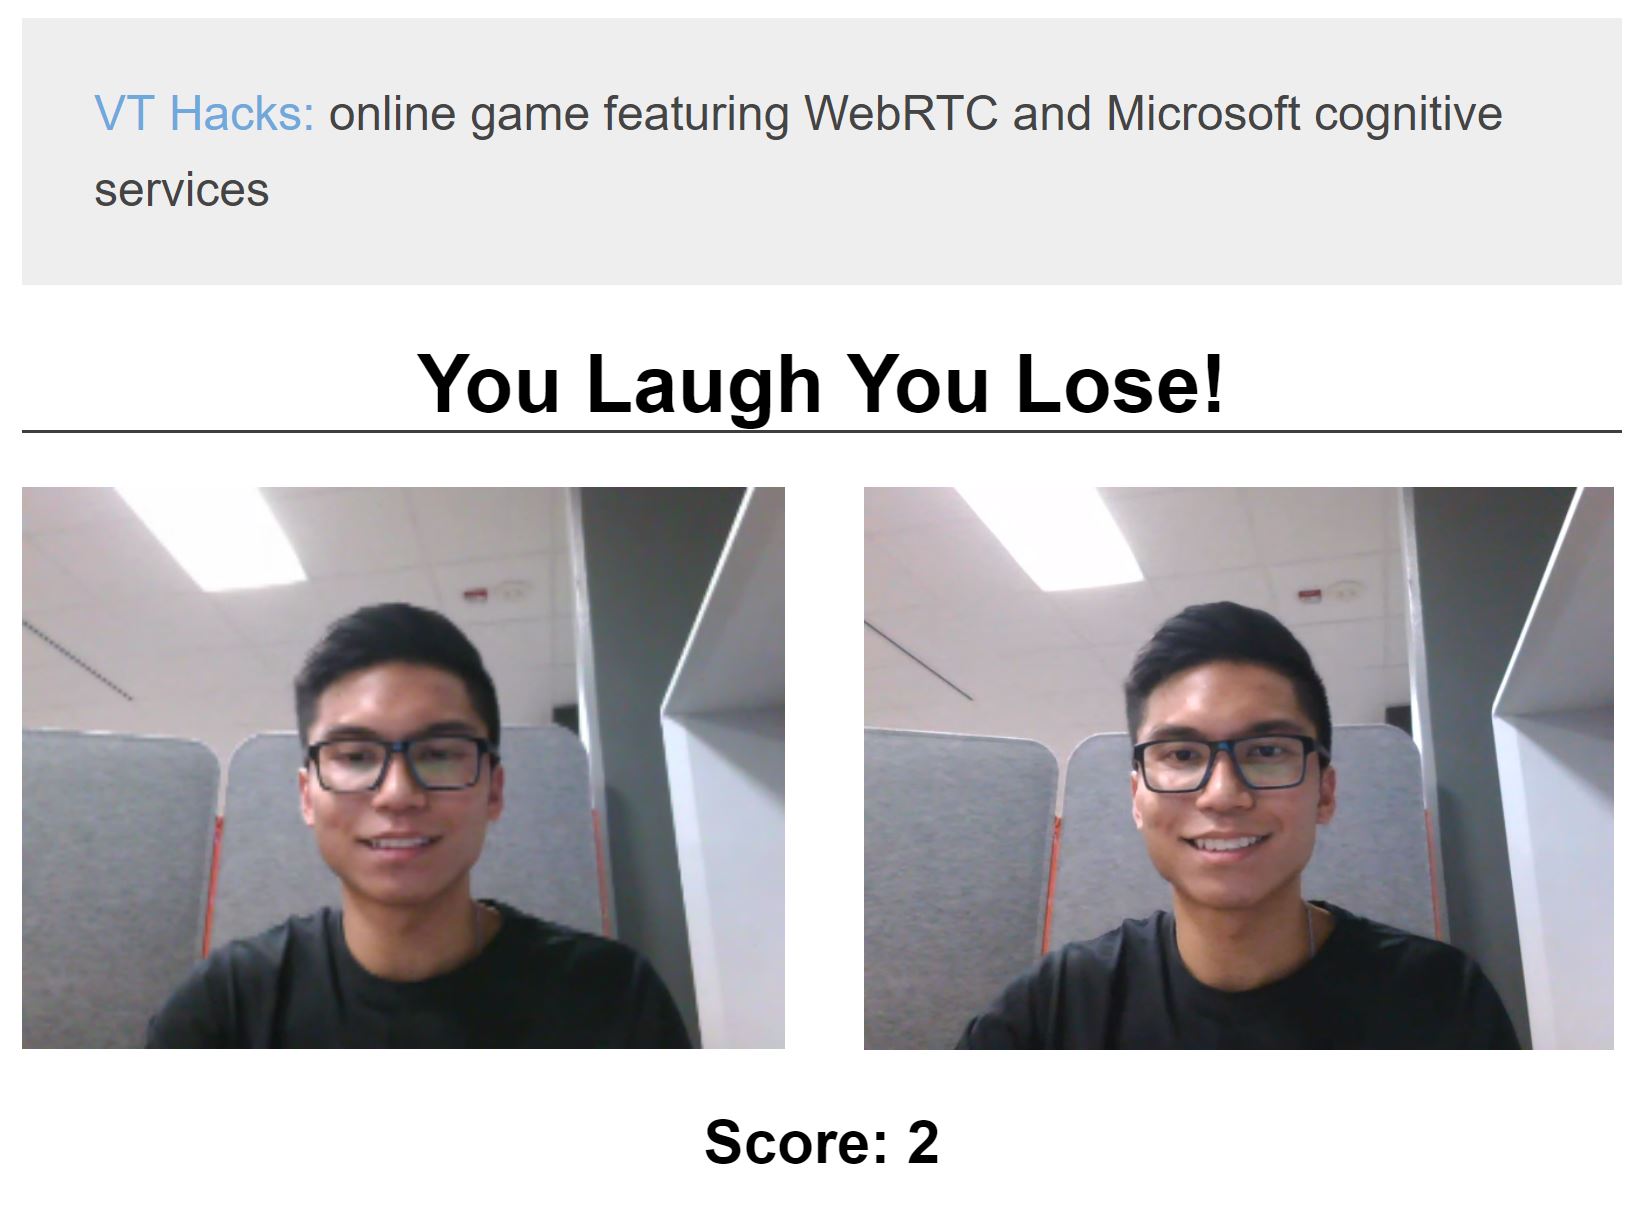 VT Hacks: online game featuring WebRTC and Microsoft cognitive
services
You Laugh You Lose!
Score: 2